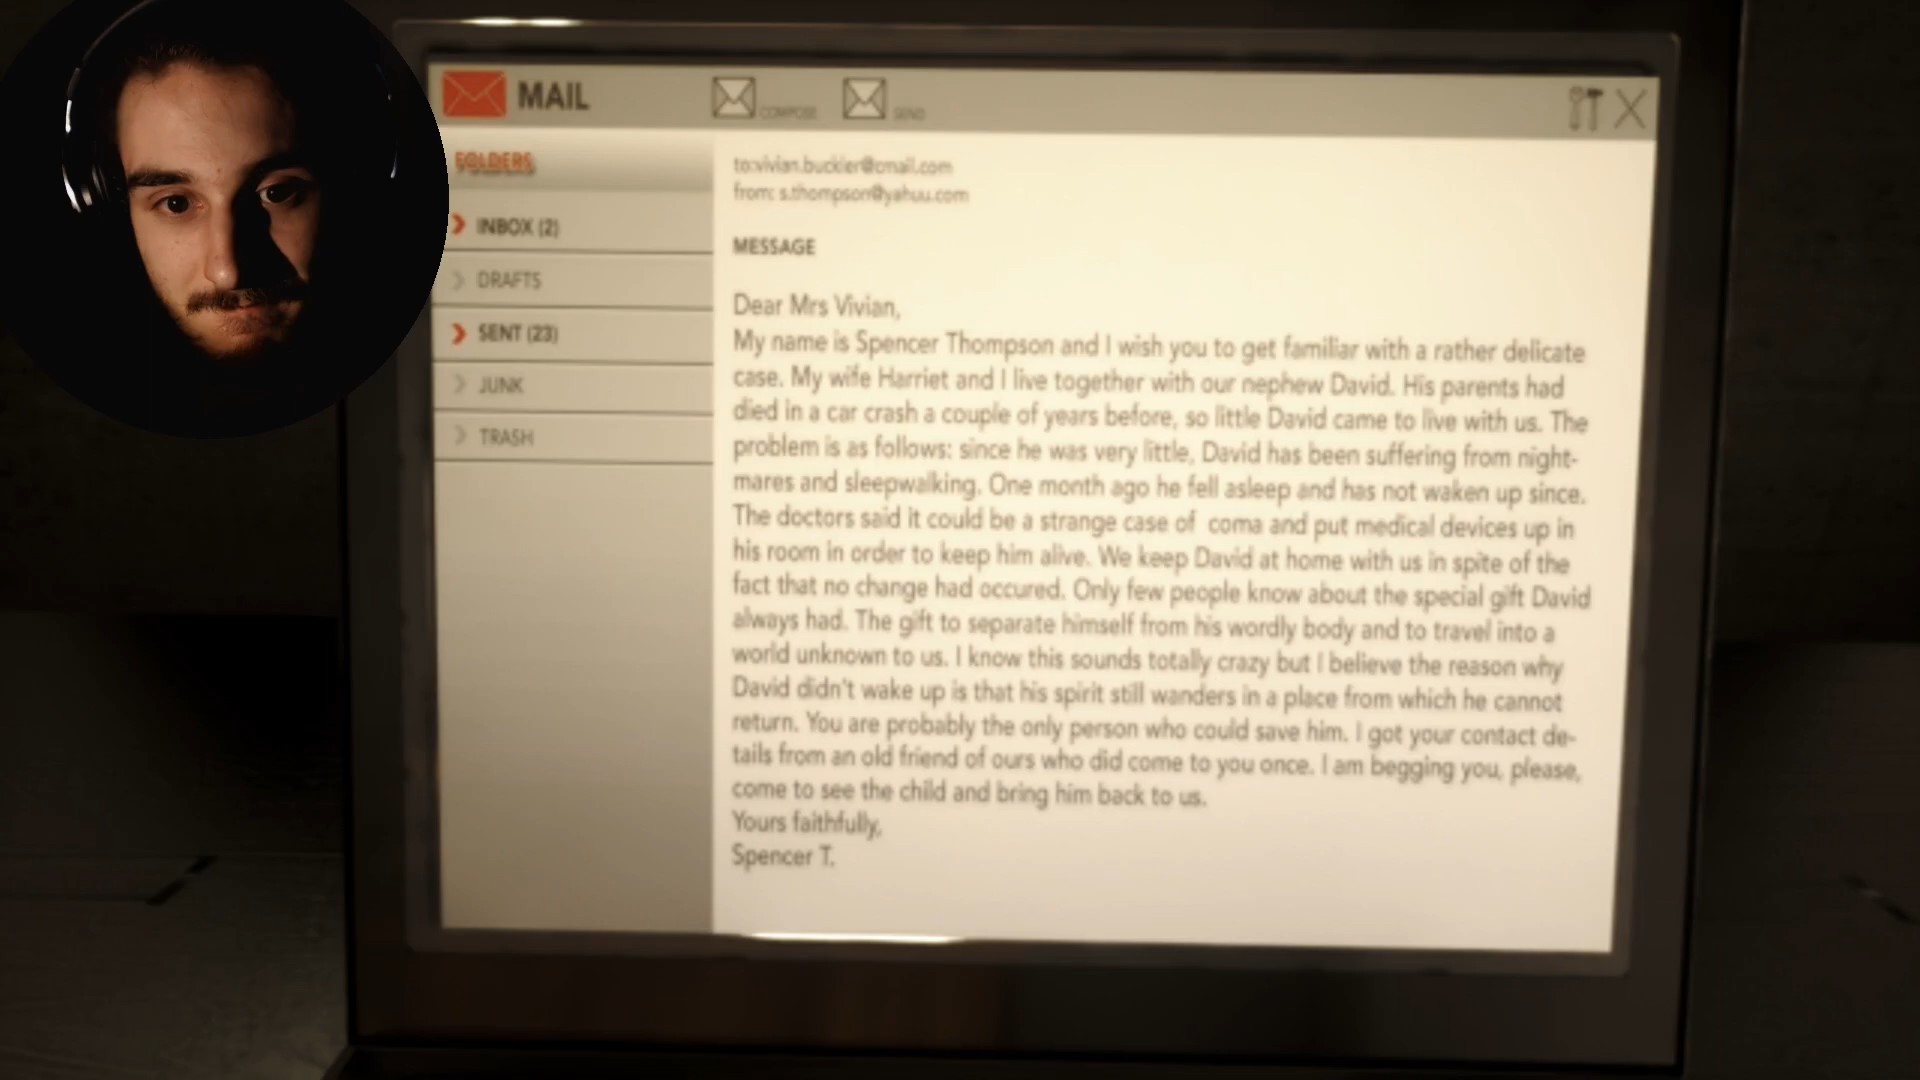 MAIL
COMPOSE
SEND
FOLDERS
INBOX (2)
DRAFTS
SENT (23)
JUNK
TRASH
to:vivian.buckler@omail.com
from: s.thompson@yahuu.com
MESSAGE
Dear Mrs Vivian,
My name is Spencer Thompson and I wish you to get familiar with a rather delicate
case. My wife Harriet and I live together with our nephew David. His parents had
died in a car crash a couple of years before, so little David came to live with us. The
problem is as follows: since he was very little, David has been suffering from night-
mares and sleepwalking. One month ago he fell asleep and has not waken up since.
The doctors said it could be a strange case of coma and put medical devices up in
his room in order to keep him alive. We keep David at home with us in spite of the
fact that no change had occured. Only few people know about the special gift David
always had. The gift to separate himself from his wordly body and to travel into a
world unknown to us. I know this sounds totally crazy but I believe the reason why
David didn't wake up is that his spirit still wanders in a place from which he cannot
return. You are probably the only person who could save him. I got your contact de-
tails from an old friend of ours who did come to you once. I am begging you, please,
come to see the child and bring him back to us.
Yours faithfully,
Spencer T.